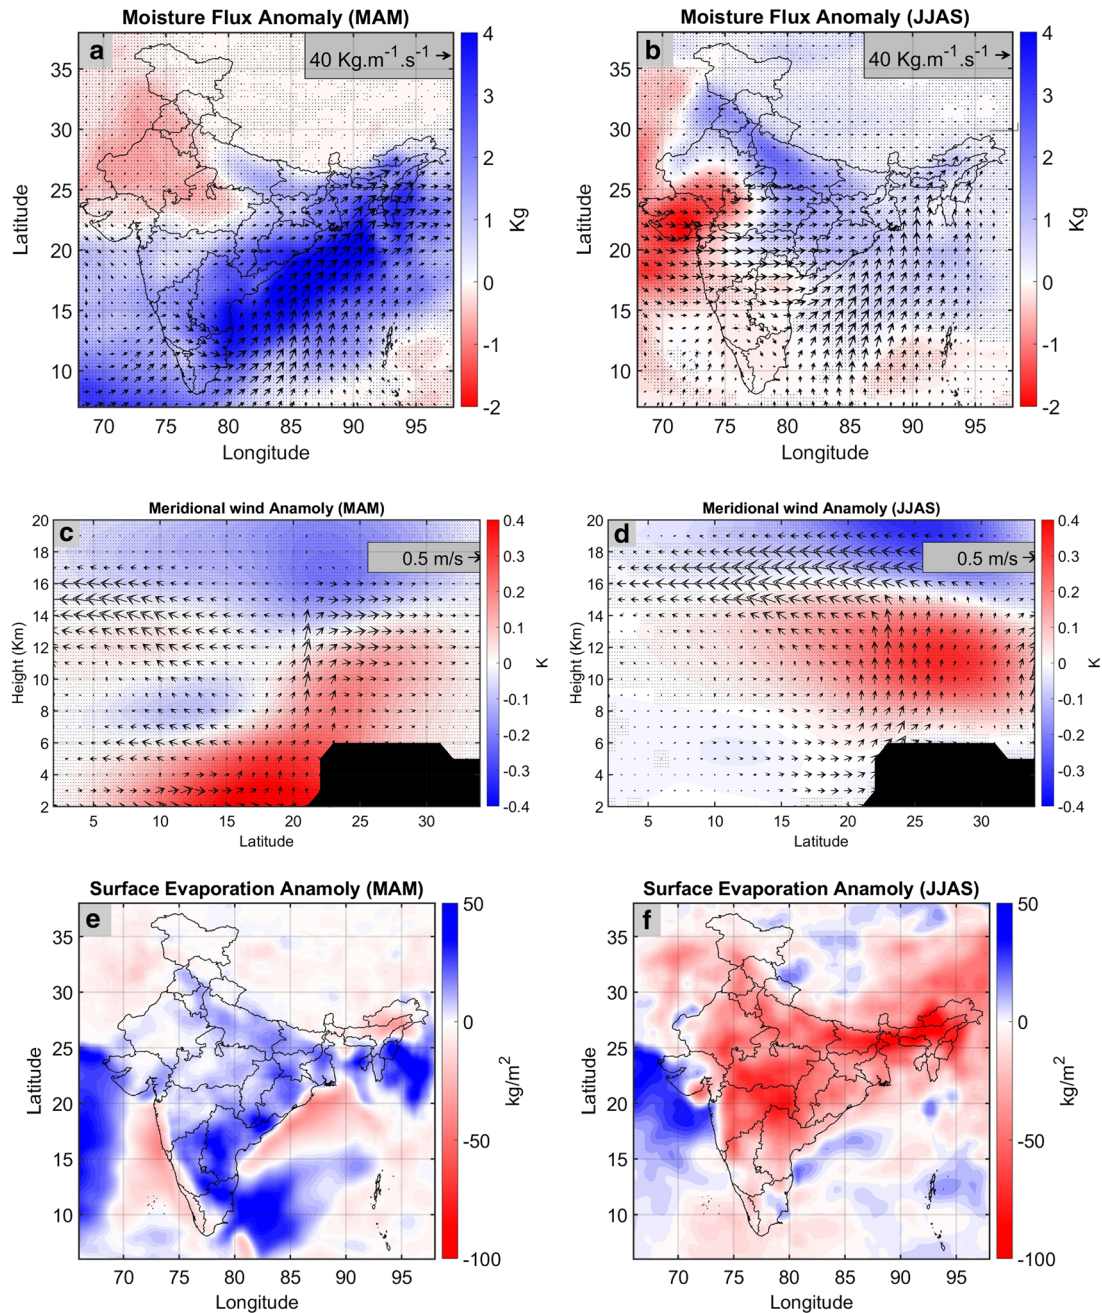 Moisture Flux Anomaly (MAM)
a
40 Kg.m⁻¹.s⁻¹
35
30
25
20
15
10
Latitude
70 75 80 85 90 95
Longitude
4
3
2
1
0
-1
-2
Kg
Moisture Flux Anomaly (JJAS)
b
40 Kg.m⁻¹.s⁻¹
35
30
25
20
15
10
Latitude
70 75 80 85 90 95
Longitude
4
3
2
1
0
-1
-2
Kg
Meridional wind Anamoly (MAM)
c
0.5 m/s
20
18
16
14
12
10
8
6
4
2
Height (Km)
5 10 15 20 25 30
Latitude
0.4
0.3
0.2
0.1
0
-0.1
-0.2
-0.3
-0.4
K
Meridional wind Anomaly (JJAS)
d
0.5 m/s
20
18
16
14
12
10
8
6
4
2
Height (Km)
5 10 15 20 25 30
Latitude
0.4
0.3
0.2
0.1
0
-0.1
-0.2
-0.3
-0.4
K
Surface Evaporation Anamoly (MAM)
e
35
30
25
20
15
10
Latitude
70 75 80 85 90 95
Longitude
50
0
-50
-100
kg/m²
Surface Evaporation Anamoly (JJAS)
f
35
30
25
20
15
10
Latitude
70 75 80 85 90 95
Longitude
50
0
-50
-100
kg/m²